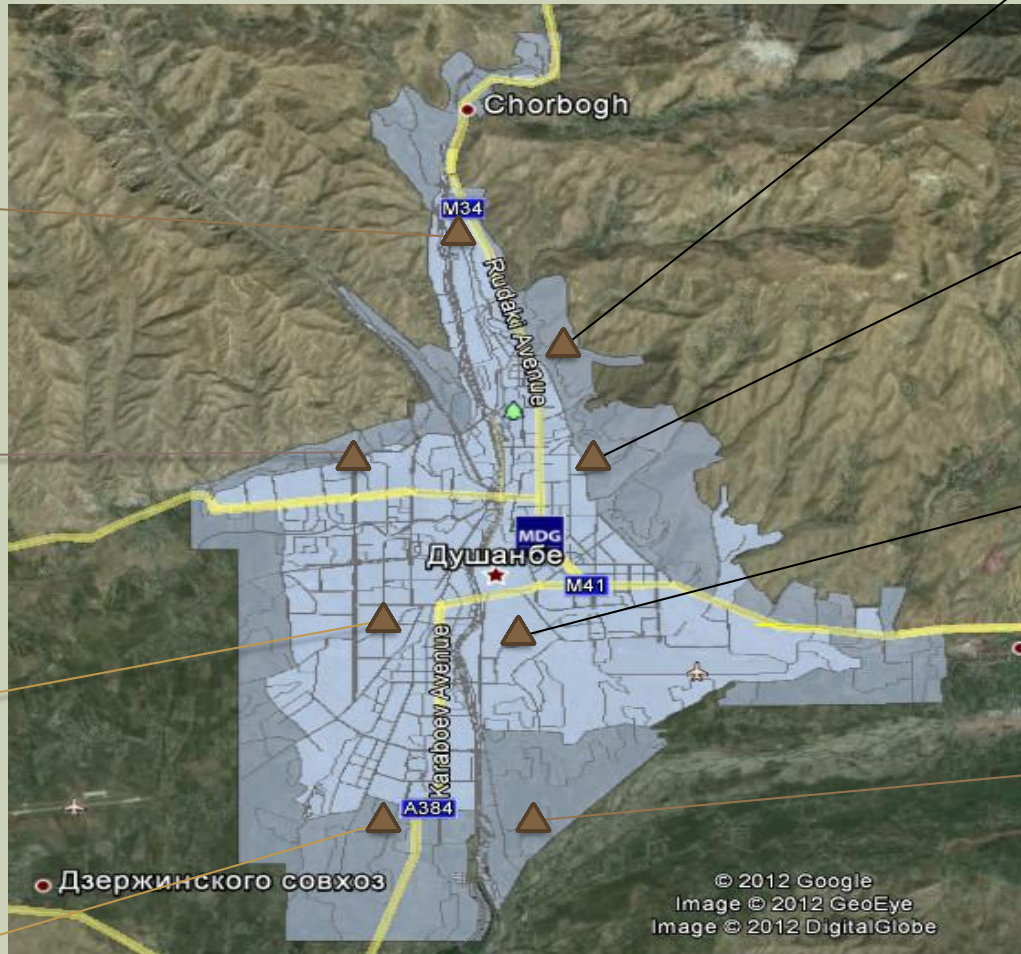 Chorbogh
M34
Rudaki Avenue
MDG
Душанбе
M41
Karaboev Avenue
A384
Дзержинского совхоз
© 2012 Google
Image © 2012 GeoEye
Image © 2012 DigitalGlobe